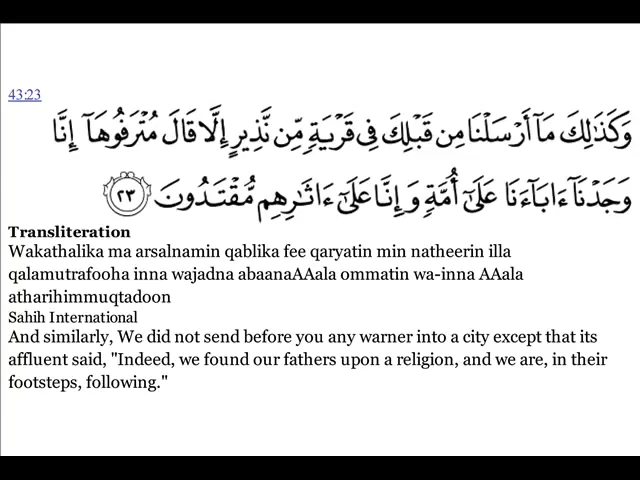 43:23
وَكَذَٰلِكَ مَآ أَرْسَلْنَا مِن قَبْلِكَ فِى قَرْيَةٍ مِّن نَّذِيرٍ إِلَّا قَالَ مُتْرَفُوهَآ إِنَّا
وَجَدْنَآ ءَابَآءَنَا عَلَىٰٓ أُمَّةٍ وَإِنَّا عَلَىٰٓ ءَاثَٰرِهِم مُّقْتَدُونَ ٢٣
Transliteration
Wakathalika ma arsalnamin qablika fee qaryatin min natheerin illa
qalamutrafooha inna wajadna abaanaAAala ommatin wa-inna AAala
atharihimmuqtadoon
Sahih International
And similarly, We did not send before you any warner into a city except that its
affluent said, "Indeed, we found our fathers upon a religion, and we are, in their
footsteps, following."